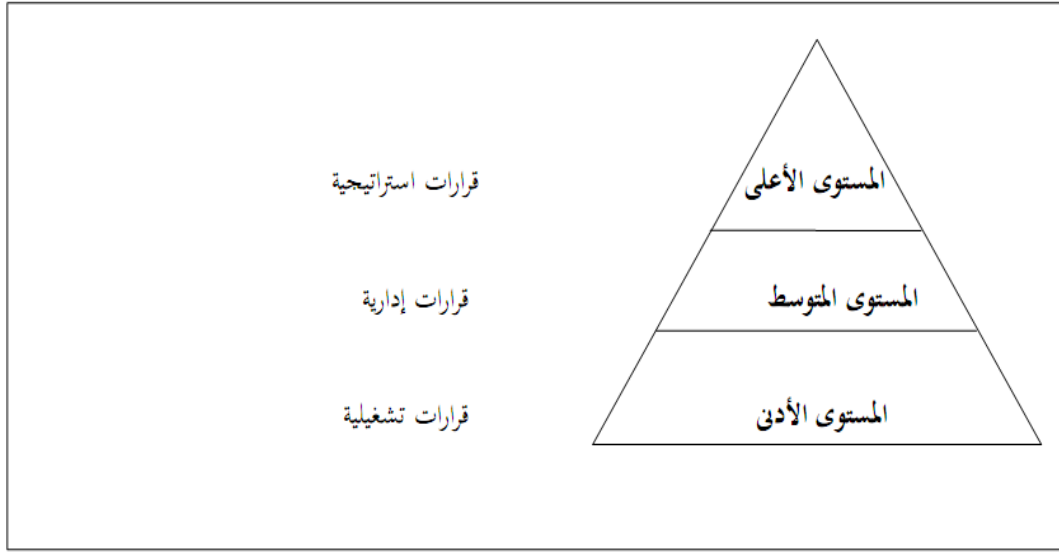 المستوى الأعلى
قرارات استراتيجية
المستوى المتوسط
قرارات إدارية
المستوى الأدنى
قرارات تشغيلية